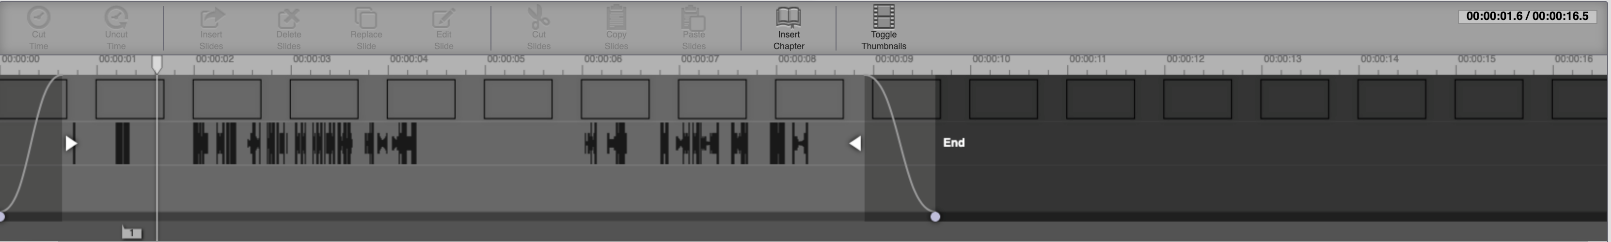 Cut
Time
Uncut
Time
Insert
Slides
Delete
Slides
Replace
Slide
Edit
Slide
Cut
Slides
Copy
Slides
Paste
Slides
Insert
Chapter
Toggle
Thumbnails
00:00:01.6 / 00:00:16.5
00:00:00 00:00:01 00:00:02 00:00:03 00:00:04 00:00:05 00:00:06 00:00:07 00:00:08 00:00:09 00:00:10 00:00:11 00:00:12 00:00:13 00:00:14 00:00:15 00:00:16
End
1